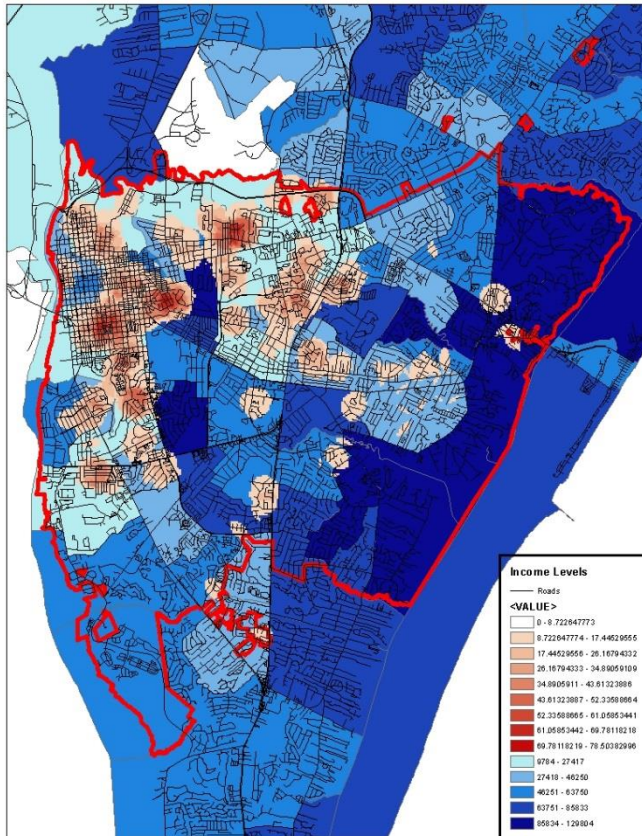 Income Levels
Roads
<VALUE>
0 - 8.722647773
8.722647774 - 17.44529555
17.44529556 - 26.16794332
26.16794333 - 34.89059109
34.8905911 - 43.61323886
43.61323887 - 52.33588664
52.33588665 - 61.05853441
61.05853442 - 69.78118218
69.78118219 - 78.50382996
9784 - 27417
27418 - 46250
46251 - 63750
63751 - 85833
85834 - 129804